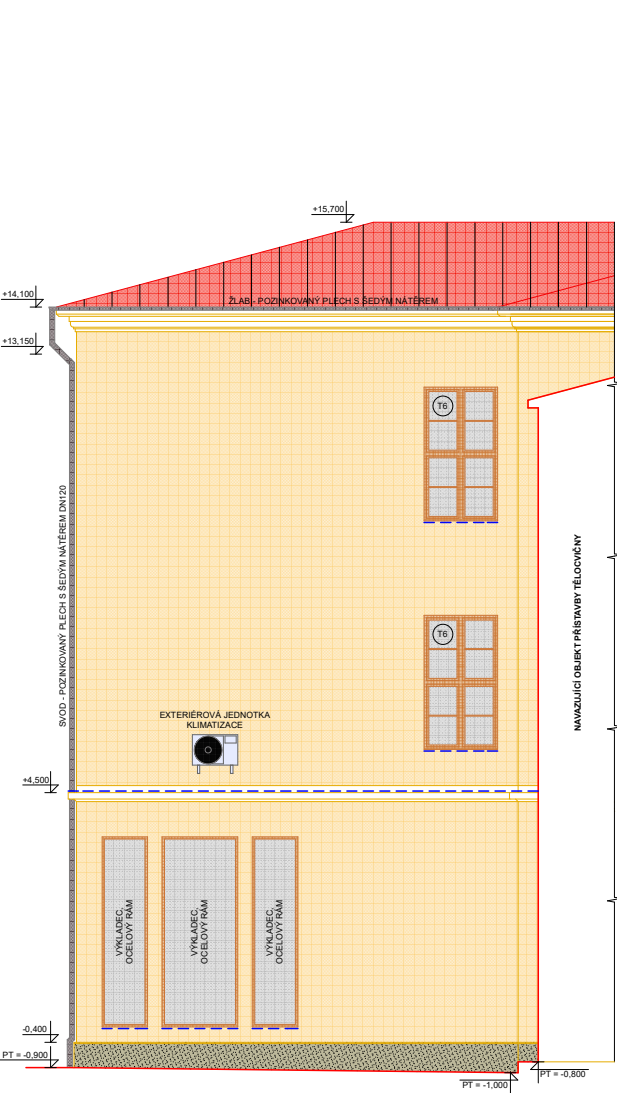 +15,700
+14,100
ŽLAB - POZINKOVANÝ PLECH S ŠEDÝM NÁTĚREM
+13,150
T6
SVOD - POZINKOVANÝ PLECH S ŠEDÝM NÁTĚREM DN120
NAVAZUJÍCÍ OBJEKT PŘÍSTAVBY TĚLOCVIČNY
T6
EXTERIÉROVÁ JEDNOTKA
KLIMATIZACE
+4,500
VÝKLADEC,
OCELOVÝ RÁM
VÝKLADEC,
OCELOVÝ RÁM
VÝKLADEC,
OCELOVÝ RÁM
-0,400
PT = -0,900
PT = -0,800
PT = -1,000